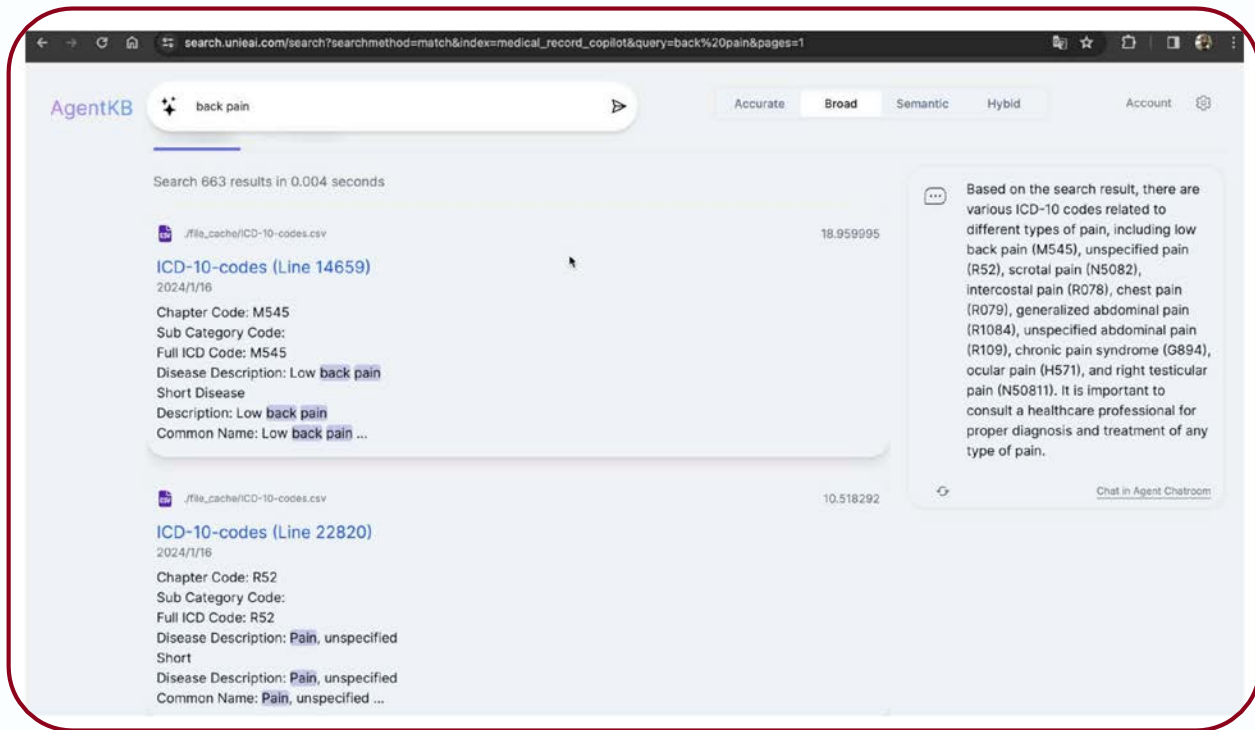 search.unieai.com/search?searchmethod=match&index=medical_record_copilot&query=back%20pain&pages=1
AgentKB
back pain
Accurate
Broad
Semantic
Hybid
Account
Search 663 results in 0.004 seconds
./file_cache/ICD-10-codes.csv
18.959995
ICD-10-codes (Line 14659)
2024/1/16
Chapter Code: M545
Sub Category Code:
Full ICD Code: M545
Disease Description: Low back pain
Short Disease
Description: Low back pain
Common Name: Low back pain ...
./file_cache/ICD-10-codes.csv
10.518292
ICD-10-codes (Line 22820)
2024/1/16
Chapter Code: R52
Sub Category Code:
Full ICD Code: R52
Disease Description: Pain, unspecified
Short
Disease Description: Pain, unspecified
Common Name: Pain, unspecified ...
Based on the search result, there are
various ICD-10 codes related to
different types of pain, including low
back pain (M545), unspecified pain
(R52), scrotal pain (N5082),
intercostal pain (R078), chest pain
(R079), generalized abdominal pain
(R1084), unspecified abdominal pain
(R109), chronic pain syndrome (G894),
ocular pain (H571), and right testicular
pain (N50811). It is important to
consult a healthcare professional for
proper diagnosis and treatment of any
type of pain.
Chat in Agent Chatroom